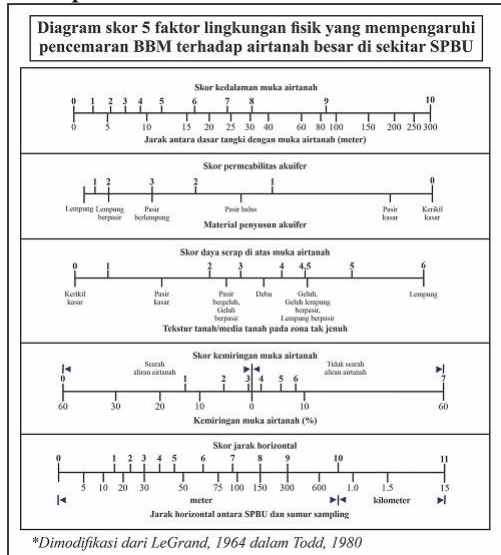 Diagram skor 5 faktor lingkungan fisik yang mempengaruhi
pencemaran BBM terhadap airtanah besar di sekitar SPBU
Skor kedalaman muka airtanah
0 1 2 3 4 5 6 7 8 9 10
0 5 10 15 20 25 30 40 60 80 100 150 200 250 300
Jarak antara dasar tangki dengan muka airtanah (meter)
Skor permeabilitas akuifer
1 2 3 2 1 0
Lempung Lempung berpasir Pasir berlempung Pasir halus Pasir kasar Kerikil kasar
Material penyusun akuifer
Skor daya serap di atas muka airtanah
0 1 2 3 4 4,5 5 6
Kerikil kasar Pasir kasar Pasir bergeluh, Geluh berpasir Debu Geluh, Geluh lempung berpasir, Lempung berpasir Lempung
Tekstur tanah/media tanah pada zona tak jenuh
Skor kemiringan muka airtanah
Searah aliran airtanah Tidak searah aliran airtanah
0 1 2 3 4 5 6 7
60 30 20 10 0 10 60
Kemiringan muka airtanah (%)
Skor jarak horizontal
0 1 2 3 4 5 6 7 8 9 10 11
5 10 20 30 50 75 100 150 300 600 1.0 1.5 15
meter kilometer
Jarak horizontal antara SPBU dan sumur sampling
*Dimodifikasi dari LeGrand, 1964 dalam Todd, 1980